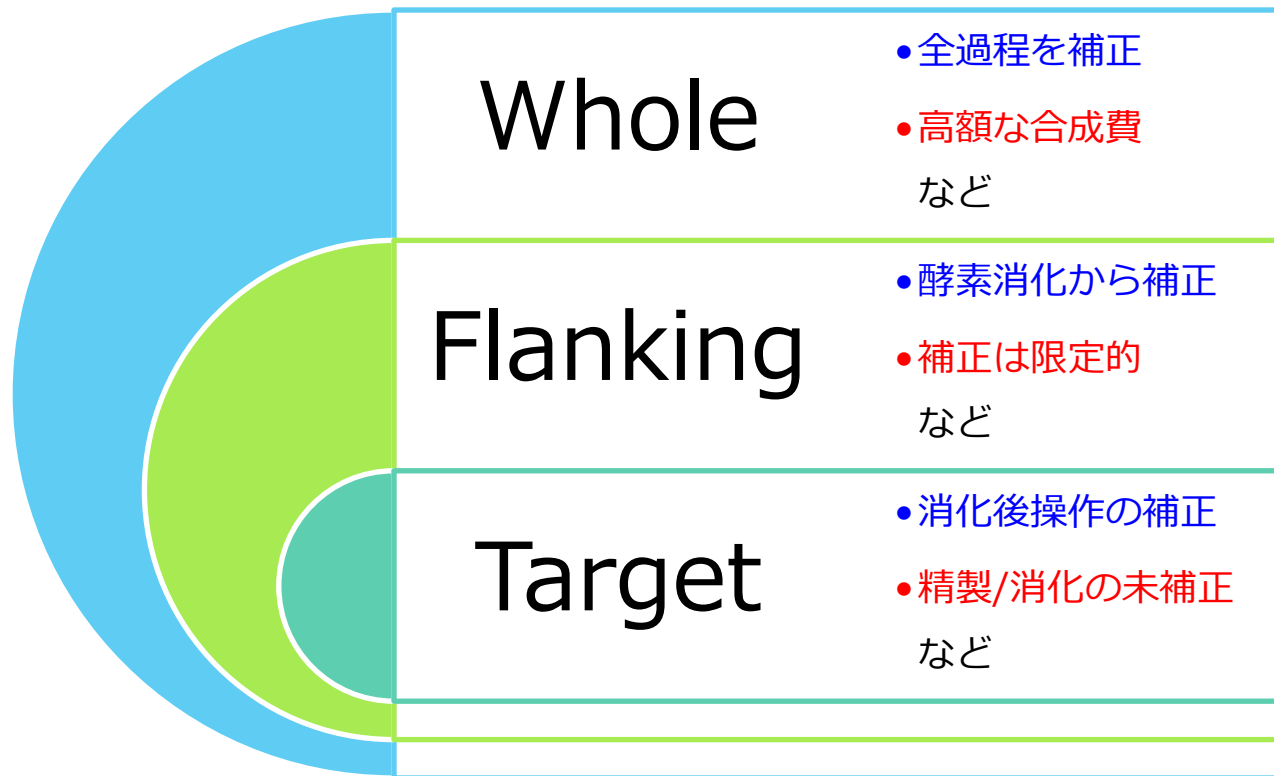 Whole
•全過程を補正
•高額な合成費
など
Flanking
•酵素消化から補正
•補正は限定的
など
Target
•消化後操作の補正
•精製/消化の未補正
など